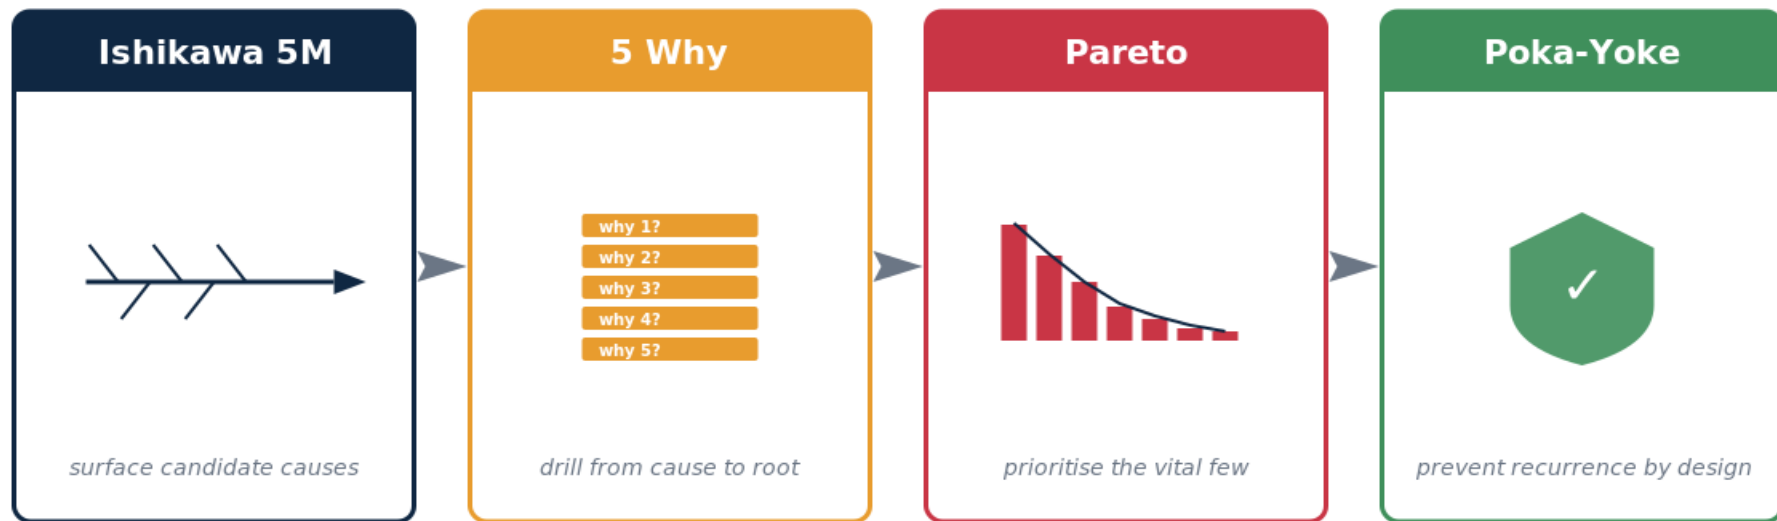 Ishikawa 5M
surface candidate causes
5 Why
why 1?
why 2?
why 3?
why 4?
why 5?
drill from cause to root
Pareto
prioritise the vital few
Poka-Yoke
✓
prevent recurrence by design